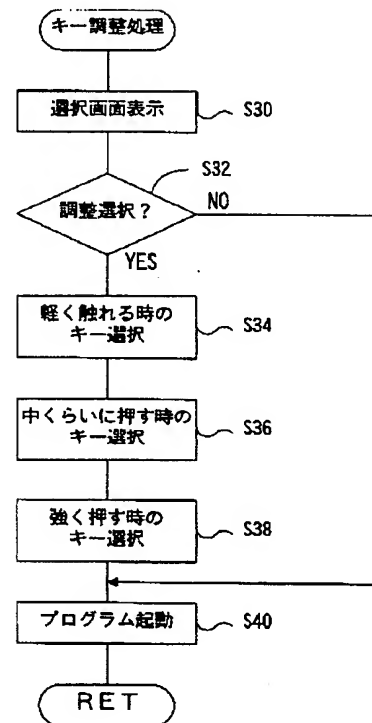 キー調整処理
選択画面表示
S30
S32
調整選択？
NO
YES
軽く触れる時の
キー選択
S34
中くらいに押す時の
キー選択
S36
強く押す時の
キー選択
S38
プログラム起動
S40
RET